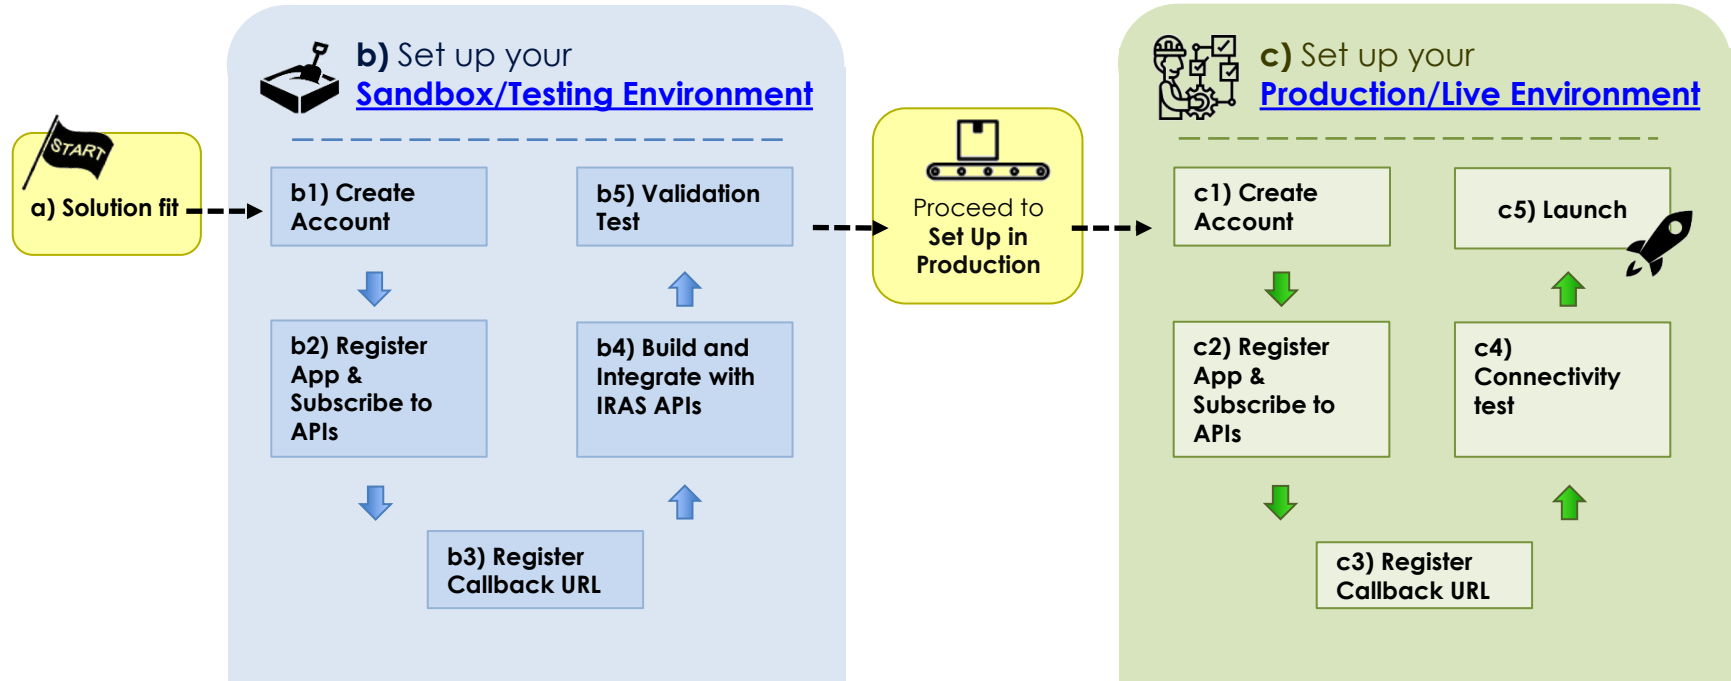 START
a) Solution fit
b) Set up your
Sandbox/Testing Environment
b1) Create
Account
b2) Register
App &
Subscribe to
APIs
b3) Register
Callback URL
b4) Build and
Integrate with
IRAS APIs
b5) Validation
Test
Proceed to
Set Up in
Production
c) Set up your
Production/Live Environment
c1) Create
Account
c2) Register
App &
Subscribe to
APIs
c3) Register
Callback URL
c4)
Connectivity
test
c5) Launch